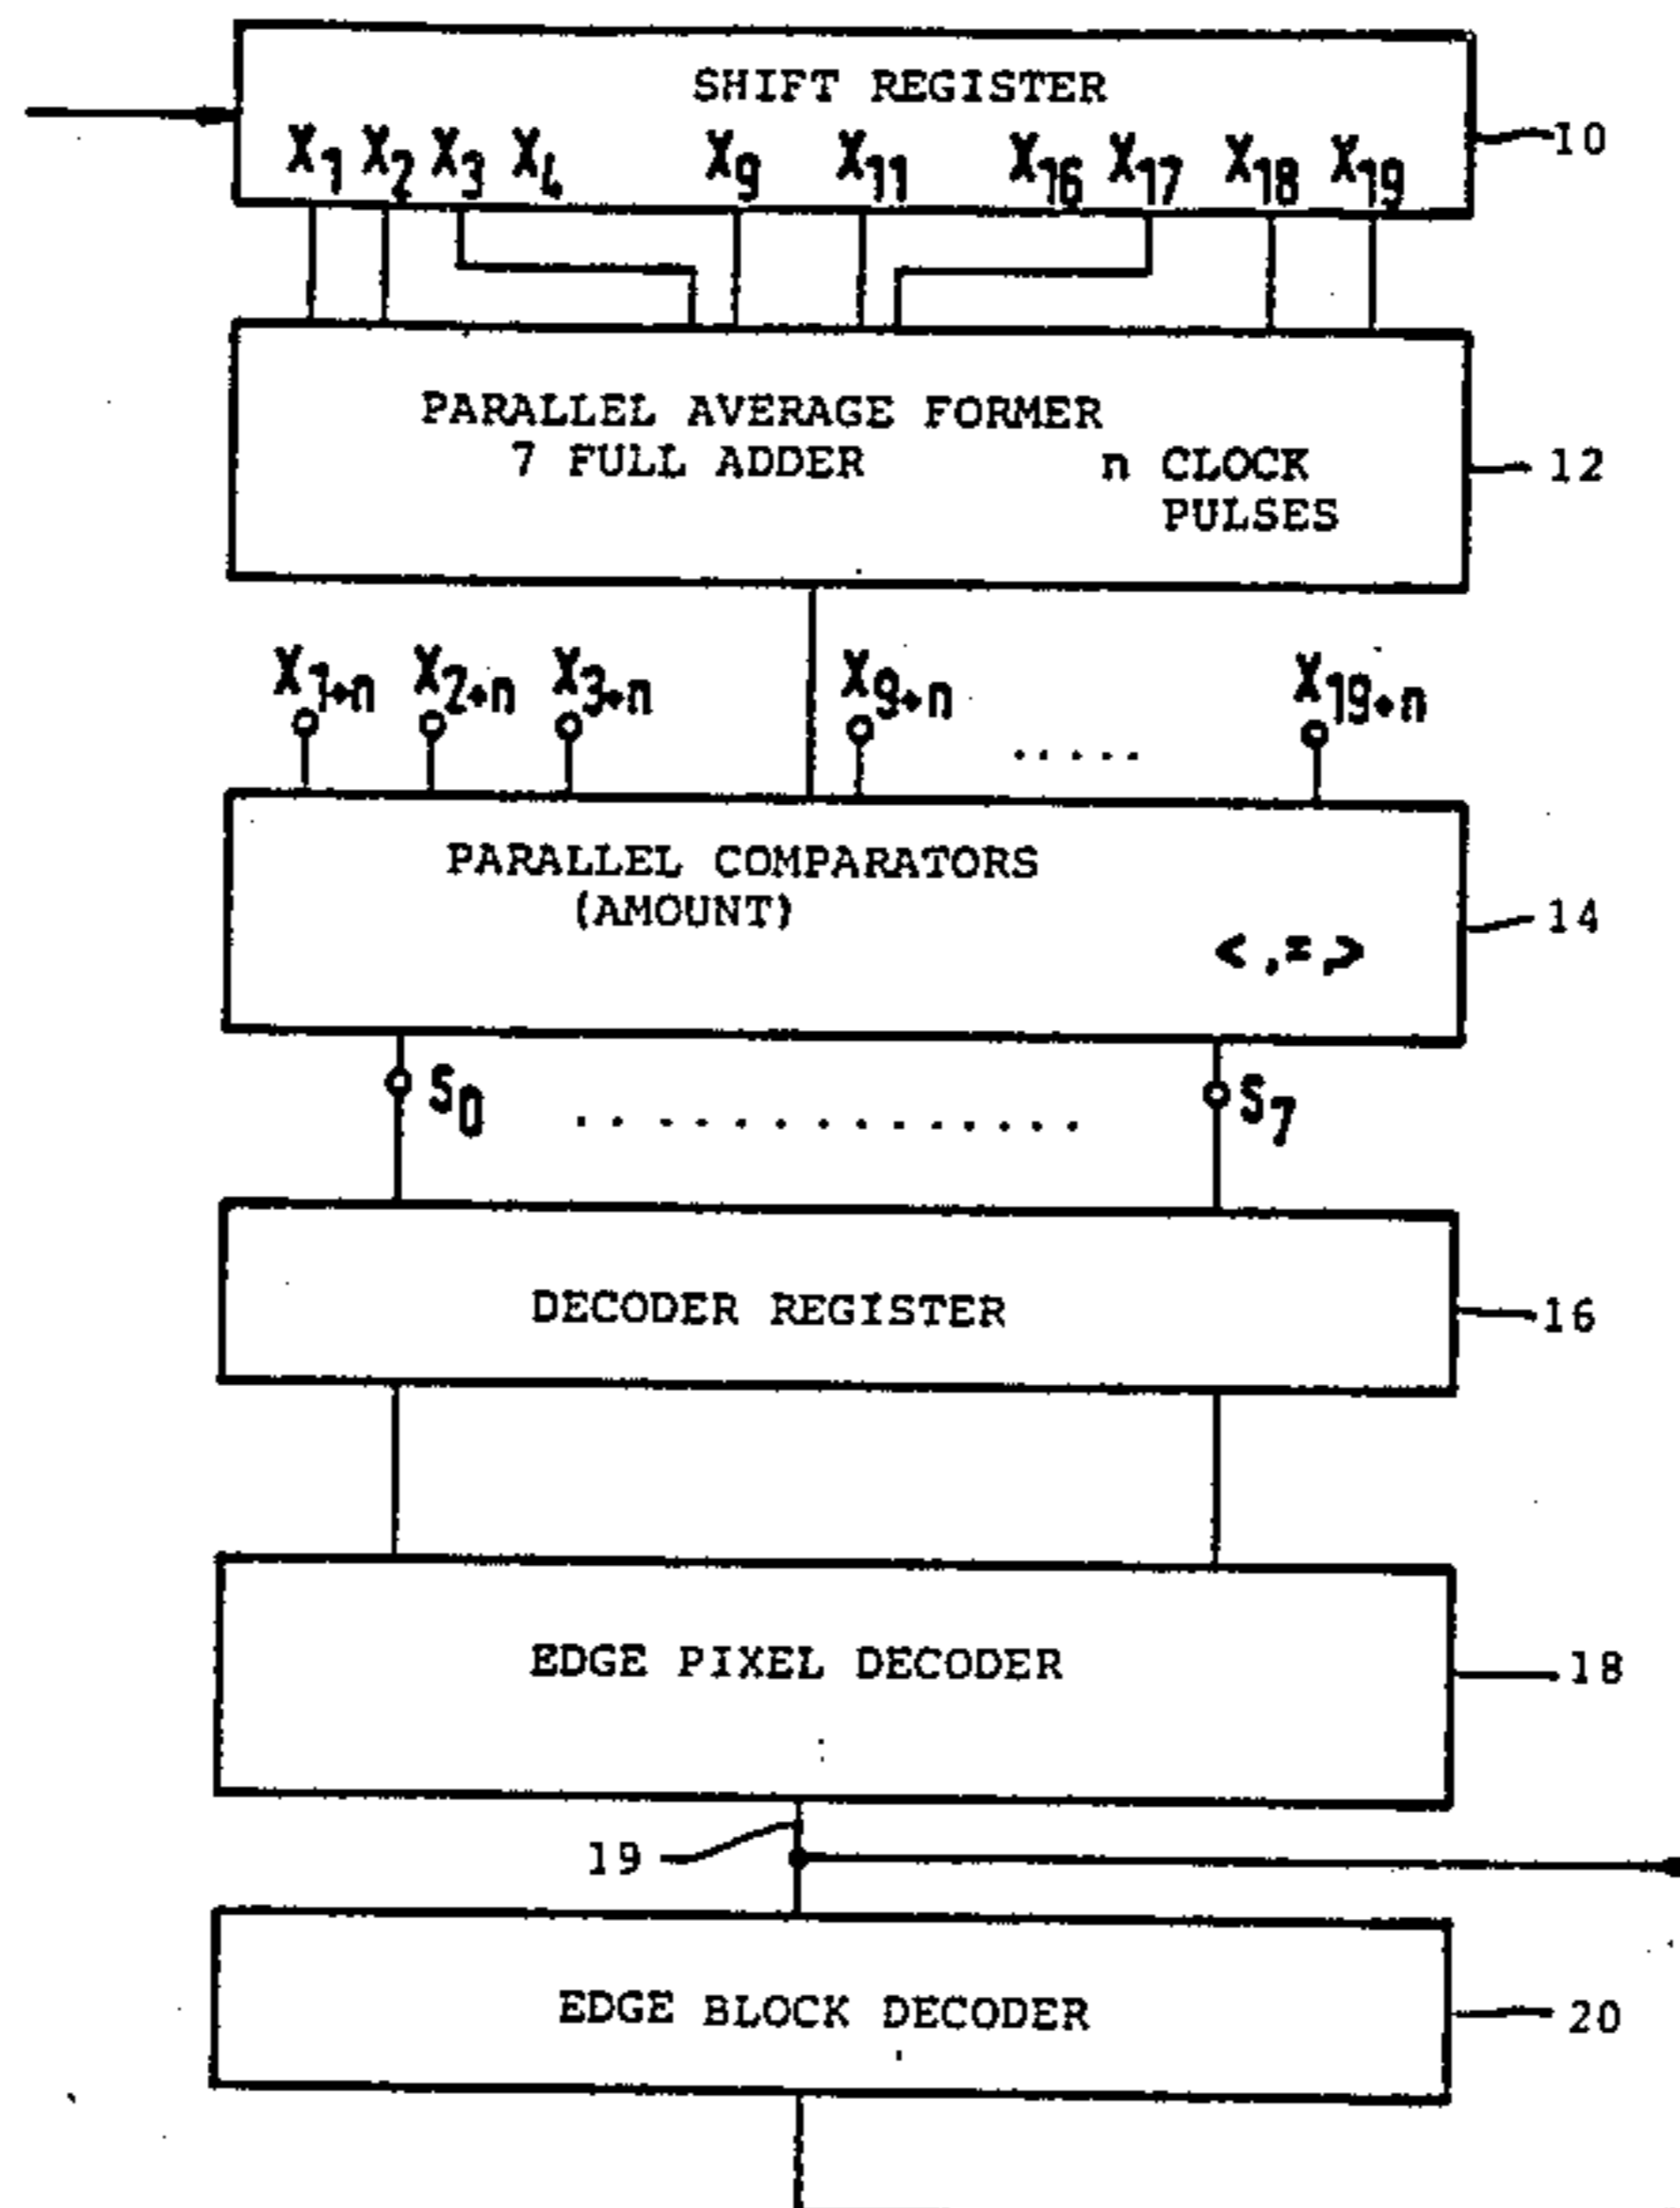 SHIFT REGISTER
X1 X2 X3 X4 X9 X11 X16 X17 X18 X19
10
PARALLEL AVERAGE FORMER
7 FULL ADDER n CLOCK
PULSES
12
X1+n X2+n X3+n X9+n ..... X19+n
PARALLEL COMPARATORS
(AMOUNT)
< ,=,>
14
S0 .............. S7
DECODER REGISTER
16
EDGE PIXEL DECODER
18
19
EDGE BLOCK DECODER
20